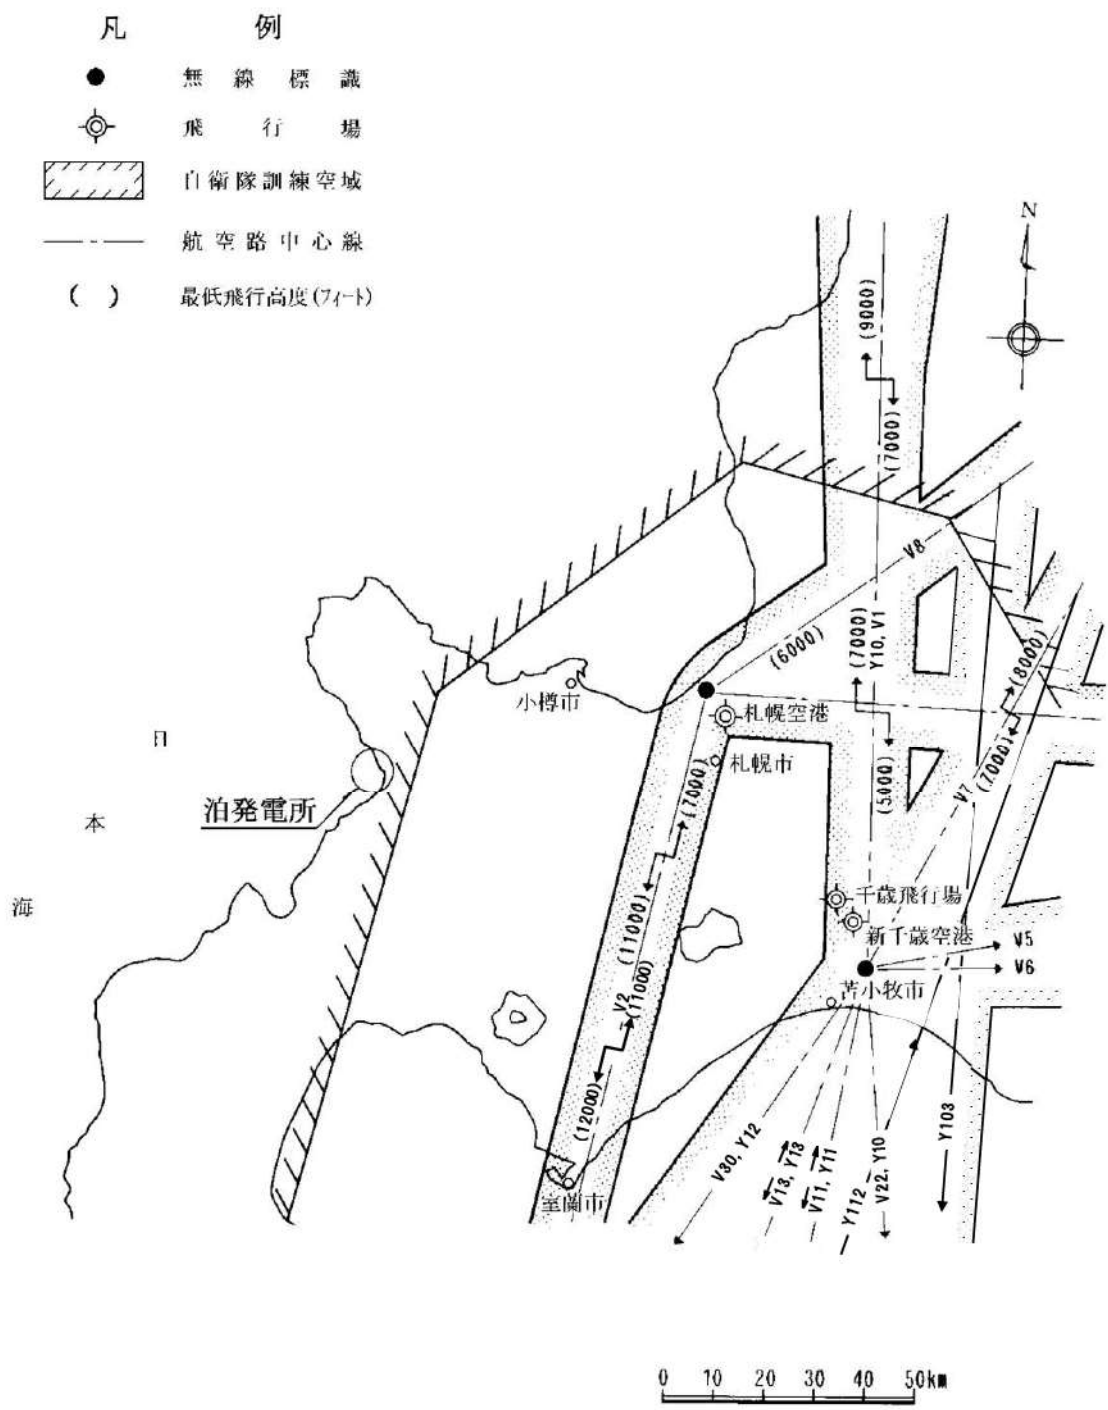 凡 例
無線標識
飛行場
自衛隊訓練空域
航空路中心線
( ) 最低飛行高度(フィート)
N
(9000)
(7000)
V8
(6000)
(7000)
Y10, V1
(8000)
小樽市
札幌空港
日
本
海
泊発電所
札幌市
(7000)
(5000)
V7
(7000)
千歳飛行場
新千歳空港
(11000)
V5
V6
V2
(11000)
苫小牧市
(12000)
V30, Y12
V13, Y13
V11, Y11
Y112
V22, Y10
Y103
室蘭市
0 10 20 30 40 50km